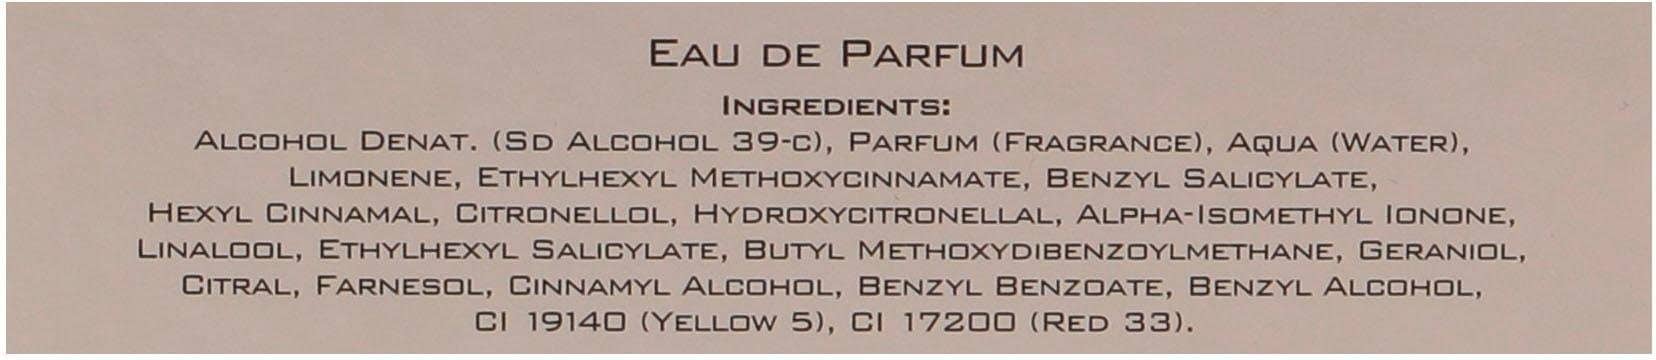 EAU DE PARFUM
INGREDIENTS:
ALCOHOL DENAT. (SD ALCOHOL 39-C), PARFUM (FRAGRANCE), AQUA (WATER),
LIMONENE, ETHYLHEXYL METHOXYCINNAMATE, BENZYL SALICYLATE,
HEXYL CINNAMAL, CITRONELLOL, HYDROXYCITRONELLAL, ALPHA-ISOMETHYL IONONE,
LINALOOL, ETHYLHEXYL SALICYLATE, BUTYL METHOXYDIBENZOYLMETHANE, GERANIOL,
CITRAL, FARNESOL, CINNAMYL ALCOHOL, BENZYL BENZOATE, BENZYL ALCOHOL,
CI 19140 (YELLOW 5), CI 17200 (RED 33).